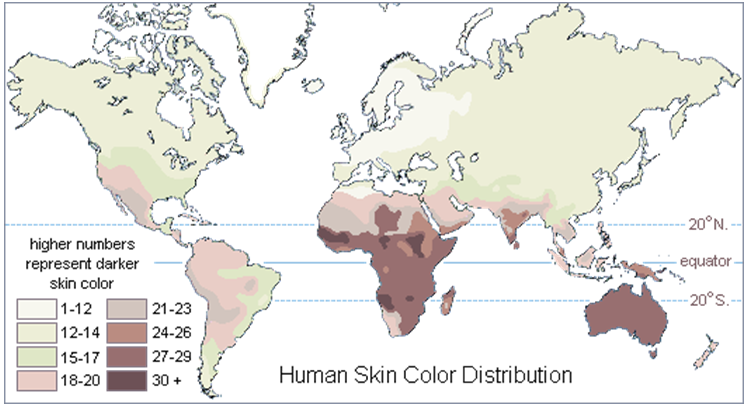 20°N.
equator
20°S.
higher numbers
represent darker
skin color
1-12 21-23
12-14 24-26
15-17 27-29
18-20 30 +
Human Skin Color Distribution